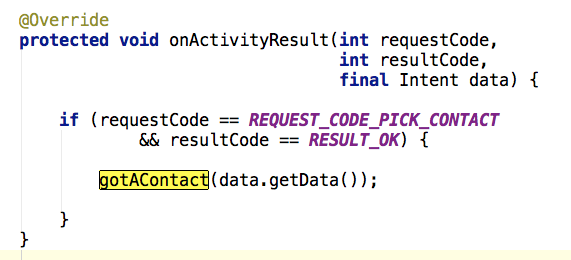 @Override
protected void onActivityResult(int requestCode,
int resultCode,
final Intent data) {
if (requestCode == REQUEST_CODE_PICK_CONTACT
&& resultCode == RESULT_OK) {
gotAContact(data.getData());
}
}